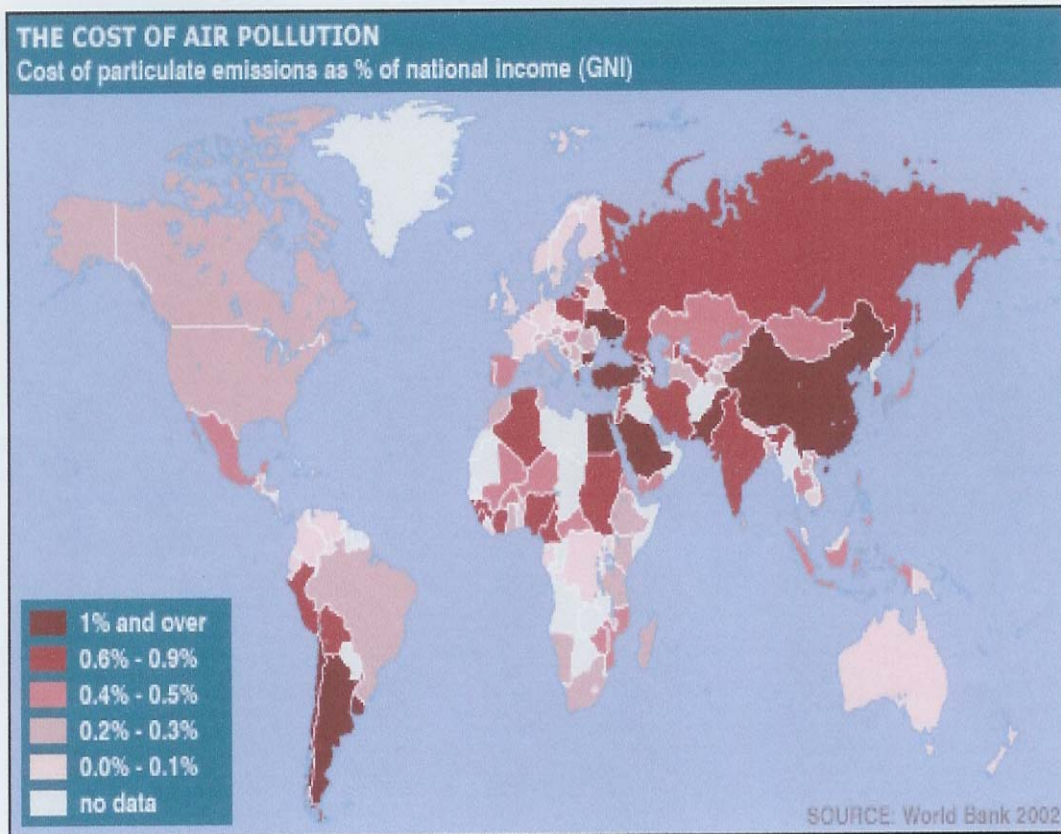 THE COST OF AIR POLLUTION
Cost of particulate emissions as % of national income (GNI)
1% and over
0.6% - 0.9%
0.4% - 0.5%
0.2% - 0.3%
0.0% - 0.1%
no data
SOURCE: World Bank 2002